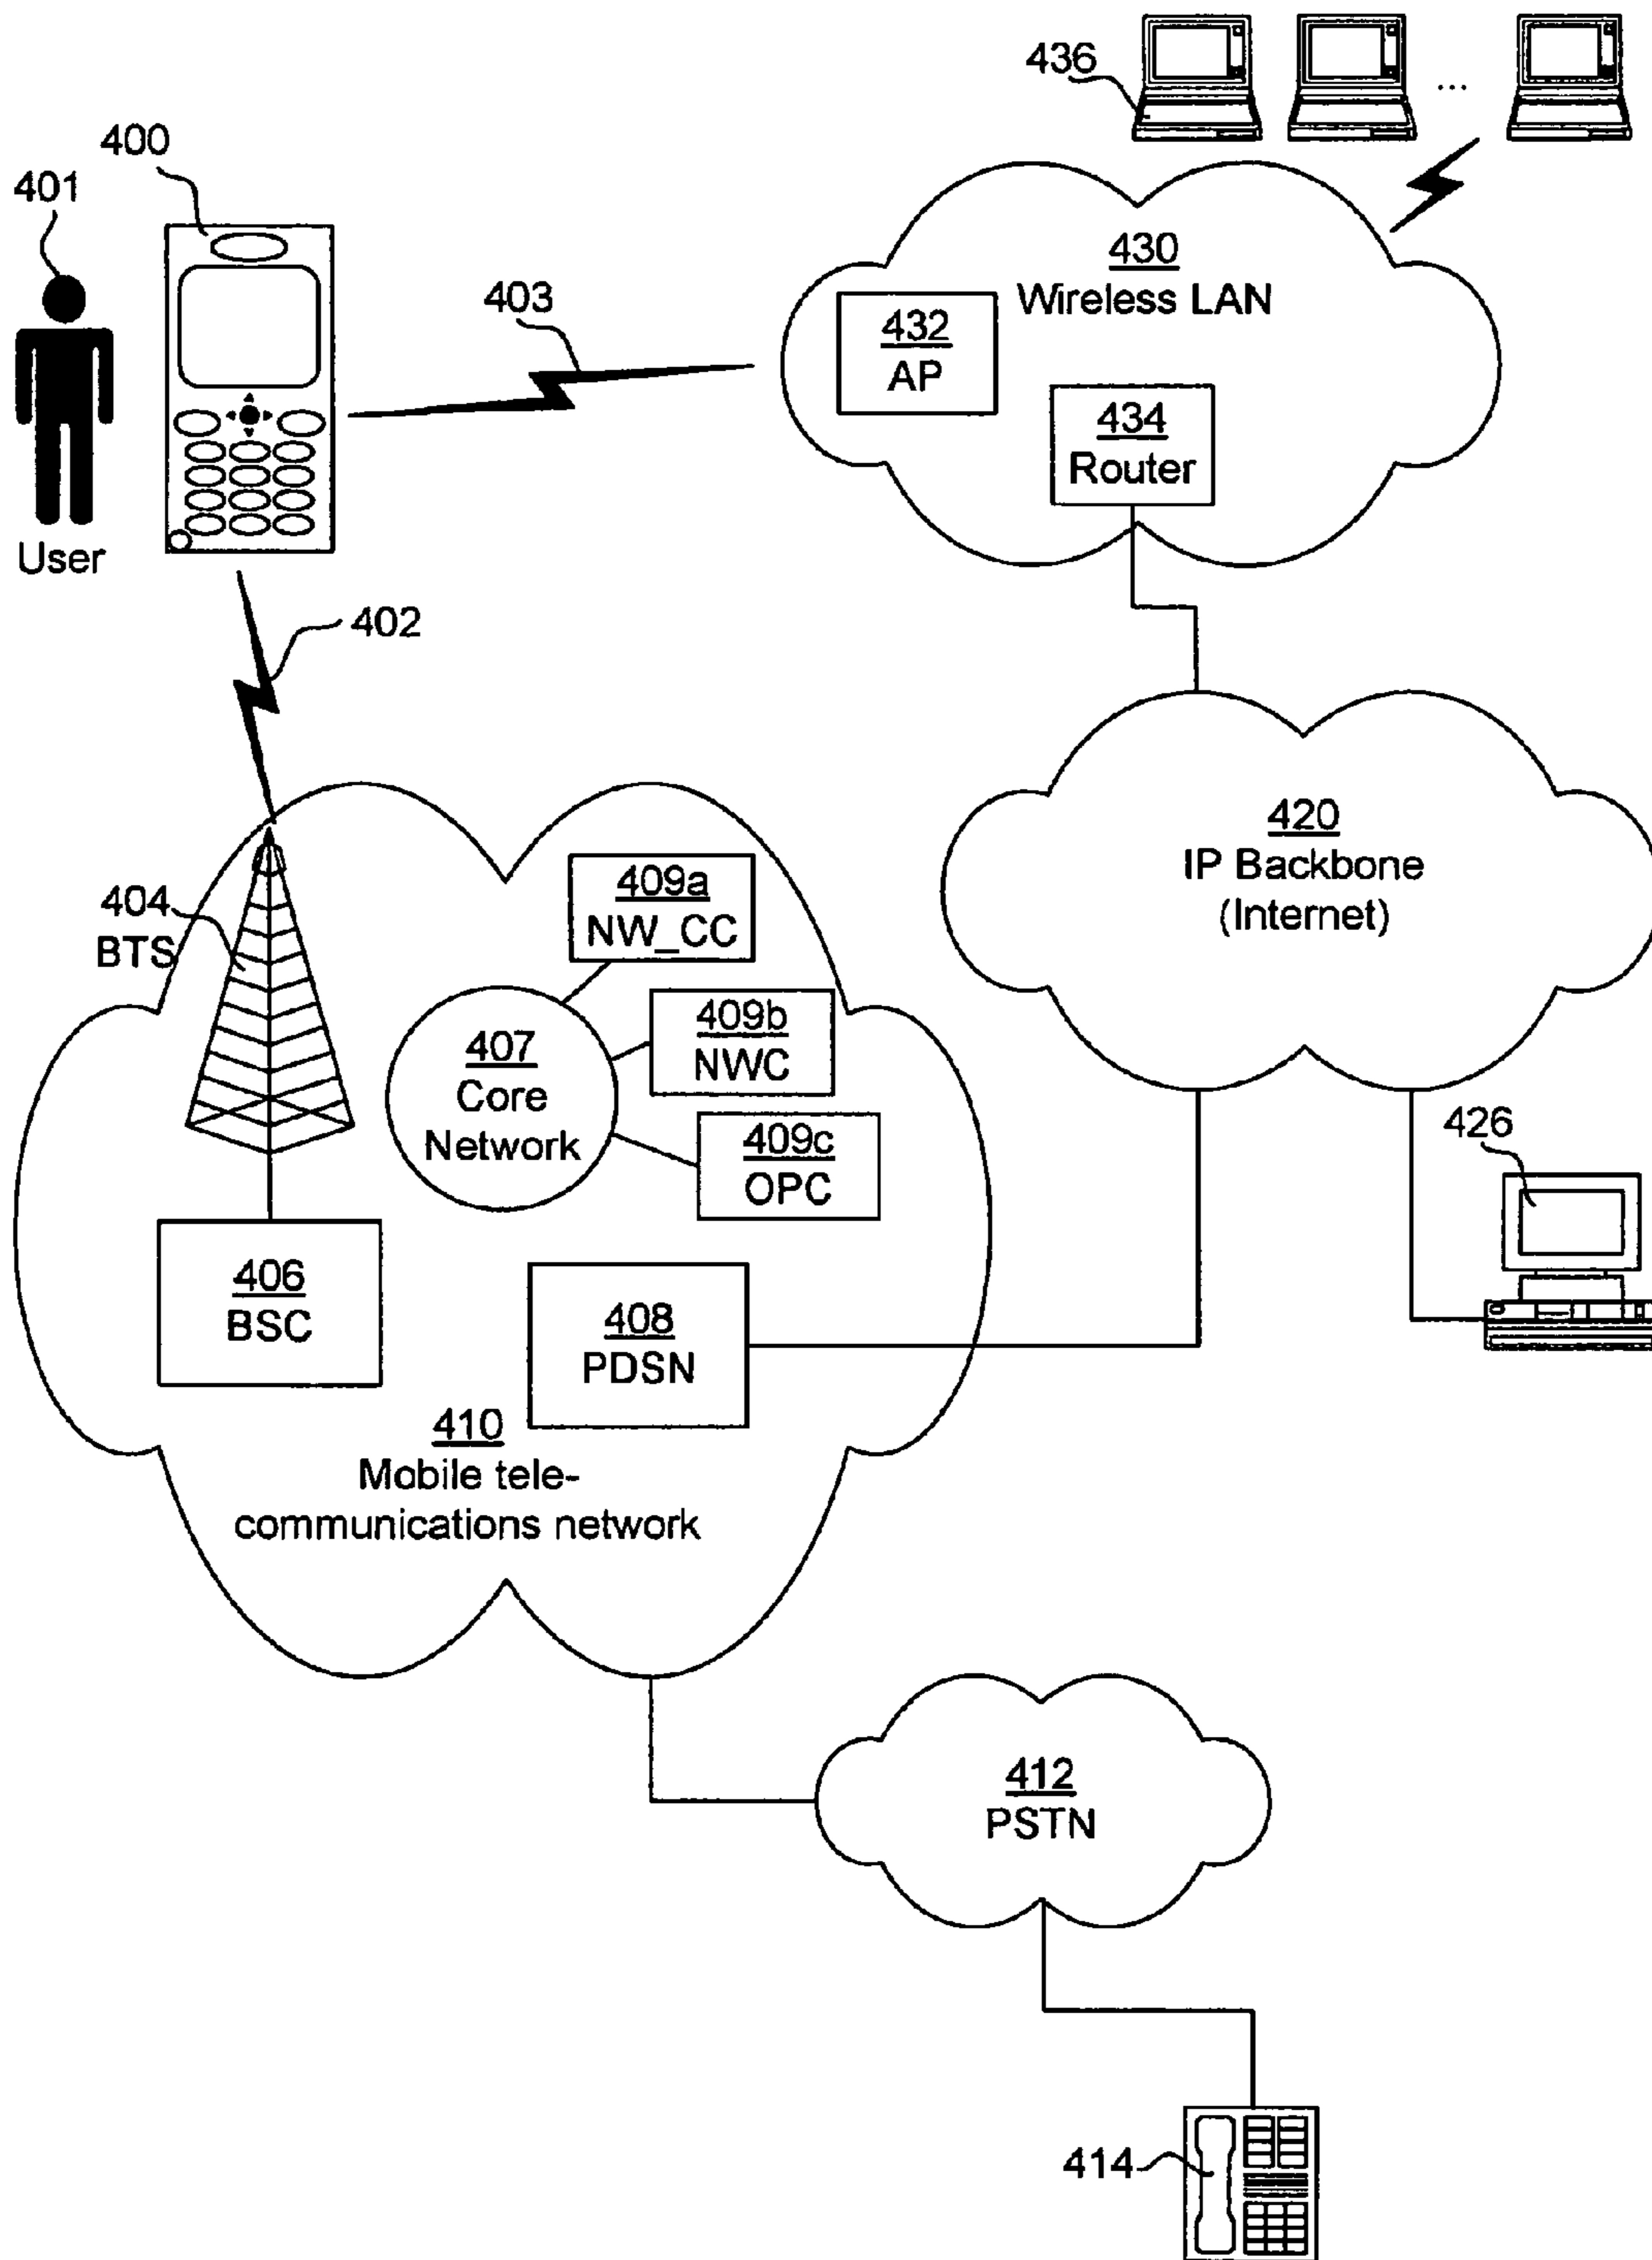 436
...
400
401
430
Wireless LAN
403
432
AP
434
Router
User
402
420
IP Backbone
(Internet)
409a
NW_CC
404
BTS
409b
NWC
407
Core
Network
409c
OPC
426
406
BSC
408
PDSN
410
Mobile tele-
communications network
412
PSTN
414